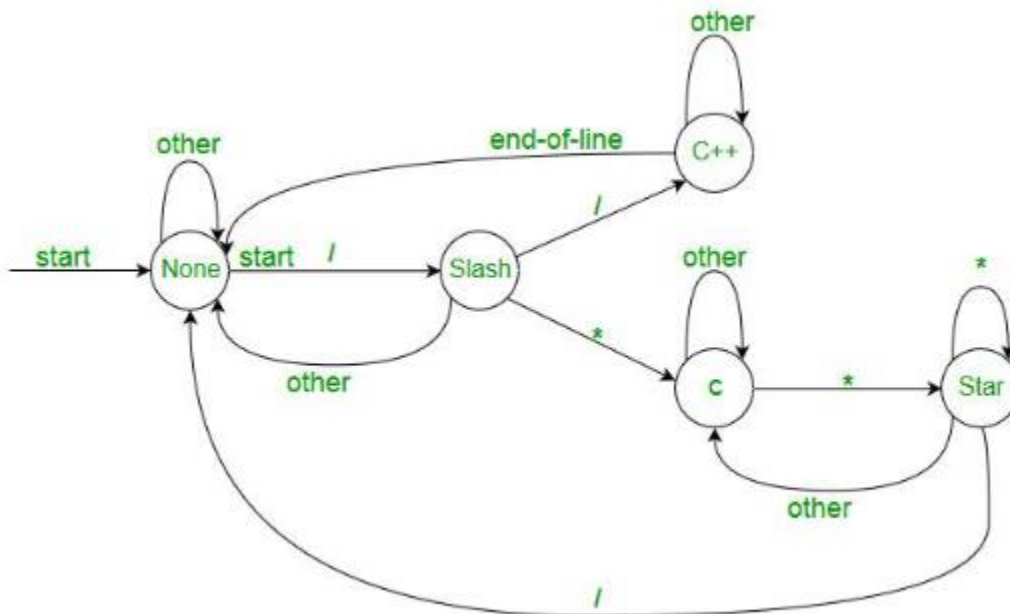 other
other
end-of-line
C++
/
start
None
start /
Slash
other
*
*
other
c
*
Star
other
/